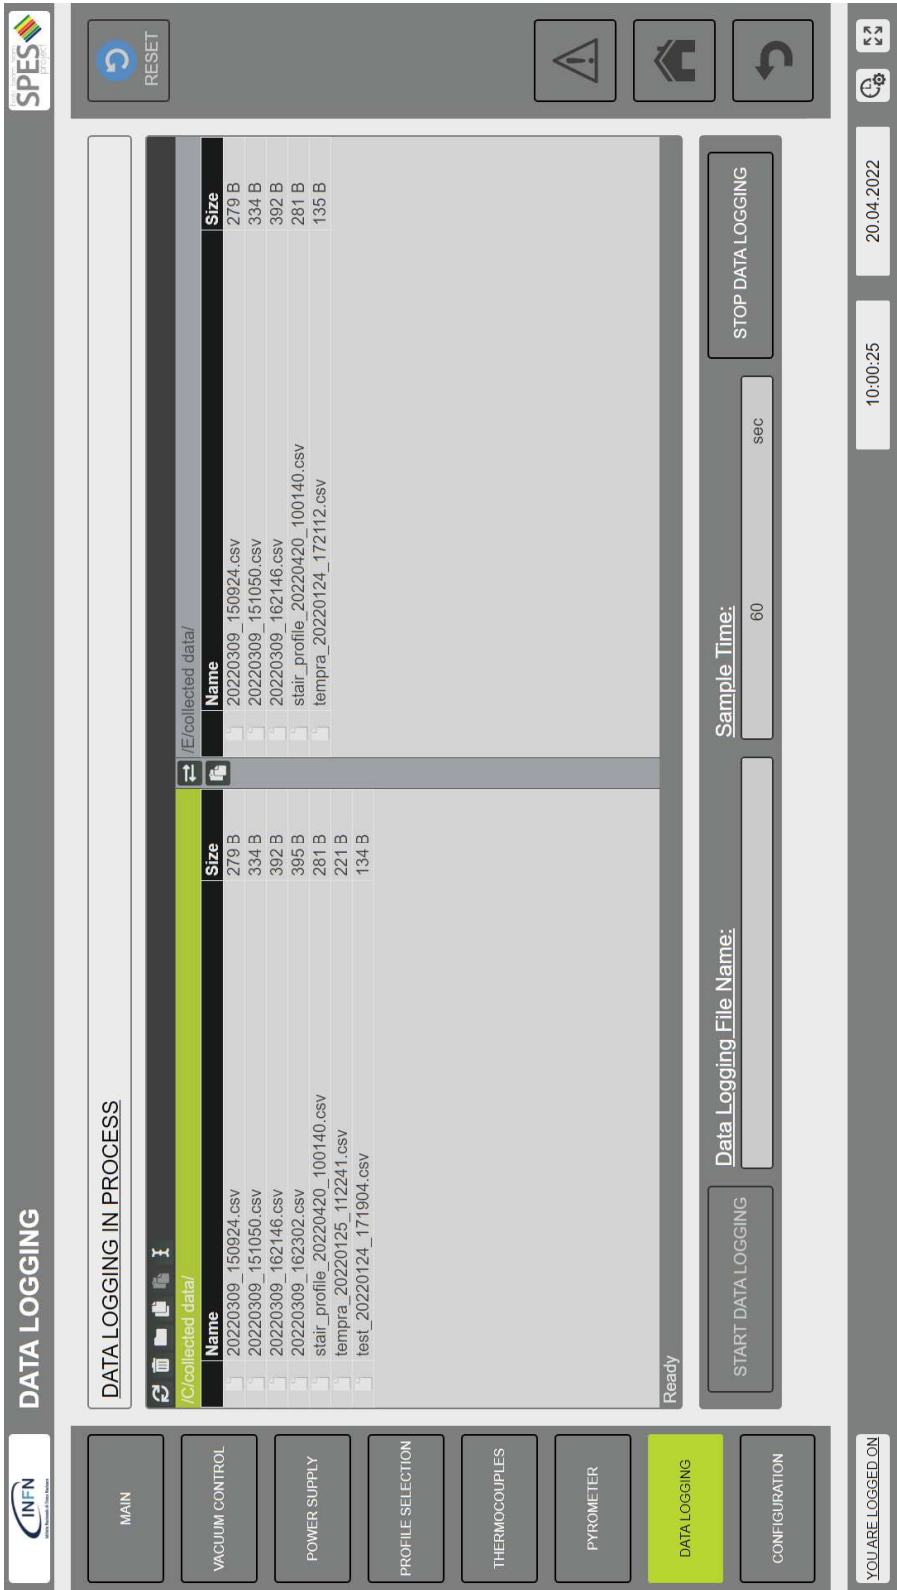 INFN
DATA LOGGING
SPES
project
MAIN
VACUUM CONTROL
POWER SUPPLY
PROFILE SELECTION
THERMOCOUPLES
PYROMETER
DATA LOGGING
CONFIGURATION
DATA LOGGING IN PROCESS
/C/collected data/
Name Size
20220309_150924.csv 279 B
20220309_151050.csv 334 B
20220309_162146.csv 392 B
20220309_162302.csv 395 B
stair_profile_20220420_100140.csv 281 B
tempra_20220125_112241.csv 221 B
test_20220124_171904.csv 134 B
/E/collected data/
Name Size
20220309_150924.csv 279 B
20220309_151050.csv 334 B
20220309_162146.csv 392 B
stair_profile_20220420_100140.csv 281 B
tempra_20220124_172112.csv 135 B
Ready
START DATA LOGGING
Data Logging File Name:
Sample Time:
60 sec
STOP DATA LOGGING
RESET
YOU ARE LOGGED ON
10:00:25
20.04.2022